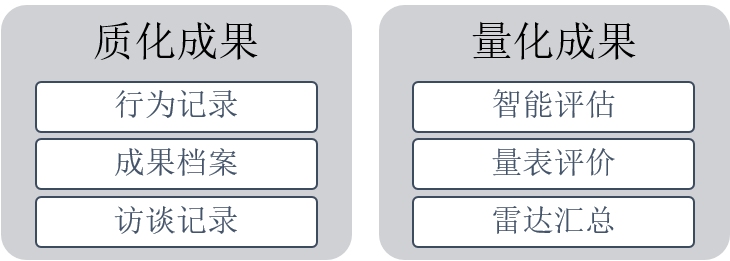 质化成果
行为记录
成果档案
访谈记录
量化成果
智能评估
量表评价
雷达汇总